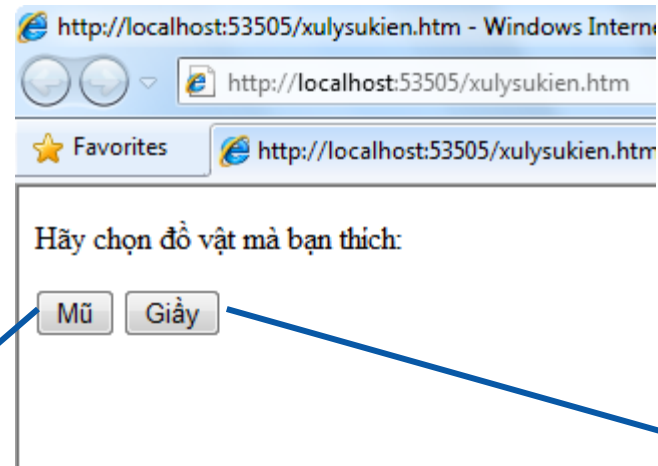 http://localhost:53505/xulysukien.htm - Windows Interne
http://localhost:53505/xulysukien.htm
Favorites
http://localhost:53505/xulysukien.htm
Hãy chọn đồ vật mà bạn thích:
Mũ
Giầy